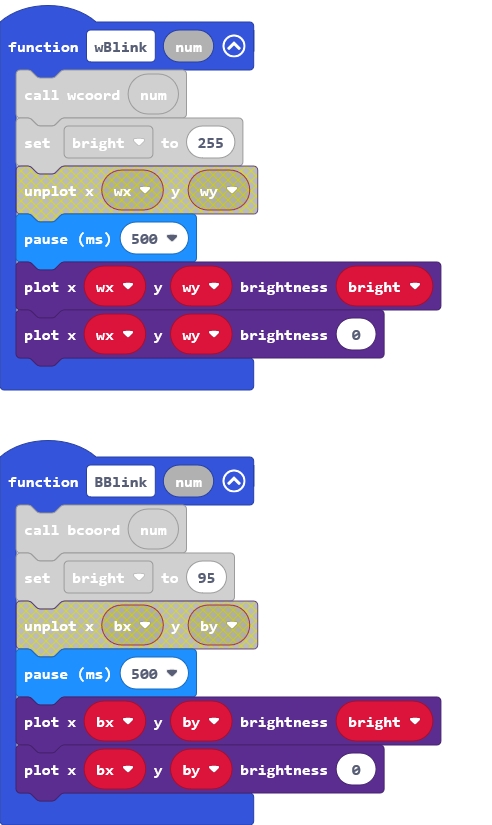 function wBlink num
call wcoord num
set bright to 255
unplot x wx y wy
pause (ms) 500
plot x wx y wy brightness bright
plot x wx y wy brightness 0
function BBlink num
call bcoord num
set bright to 95
unplot x bx y by
pause (ms) 500
plot x bx y by brightness bright
plot x bx y by brightness 0